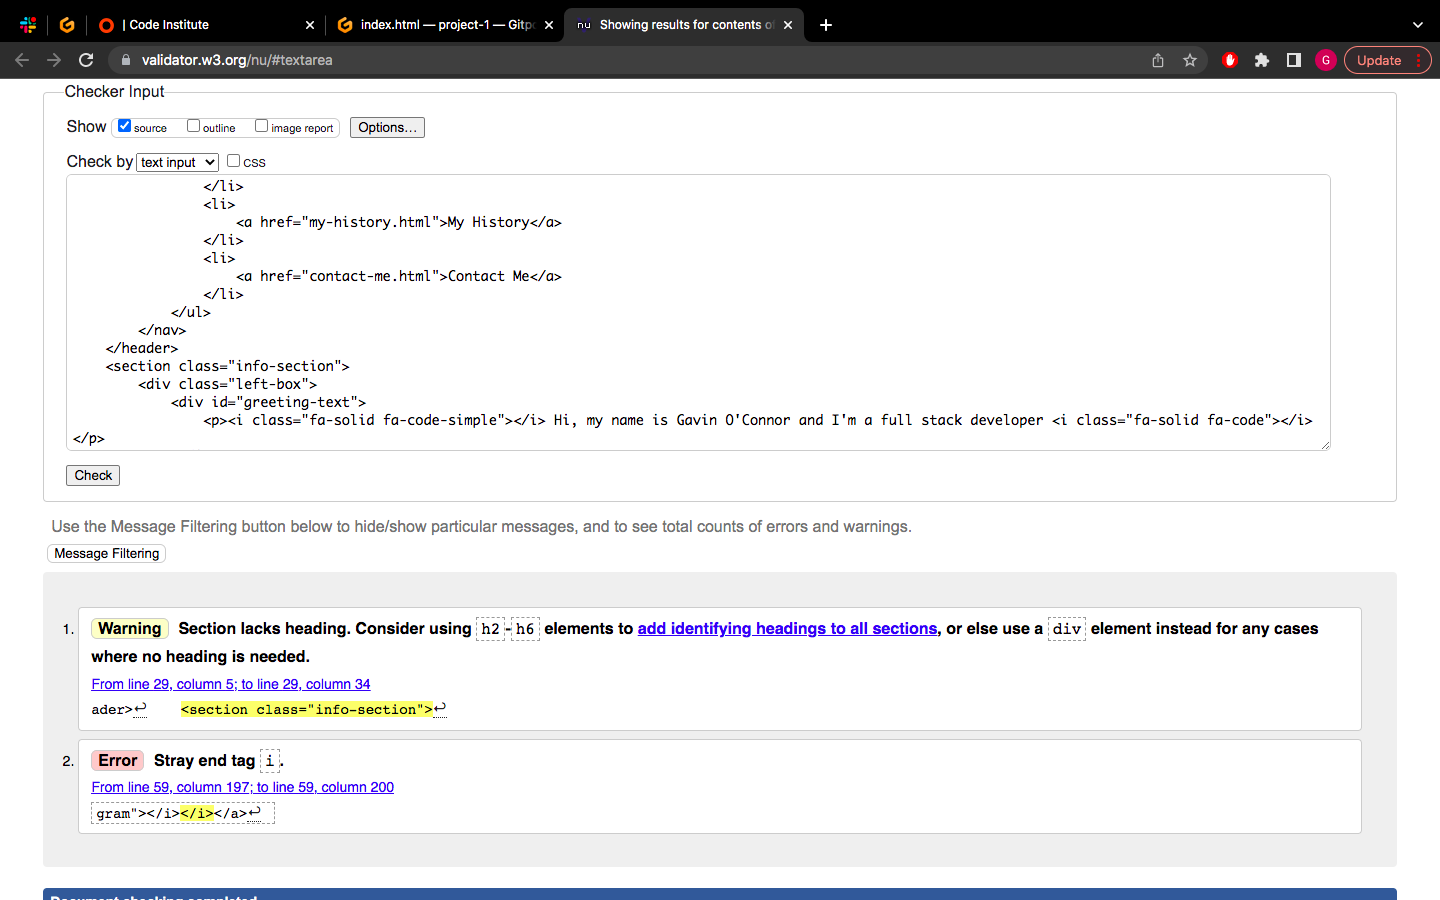 | Code Institute
index.html — project-1 — Gitp
nu Showing results for contents of
validator.w3.org/nu/#textarea
G
Update
Checker Input
Show source outline image report Options...
Check by text input CSS
</li>
<li>
<a href="my-history.html">My History</a>
</li>
<li>
<a href="contact-me.html">Contact Me</a>
</li>
</ul>
</nav>
</header>
<section class="info-section">
<div class="left-box">
<div id="greeting-text">
<p><i class="fa-solid fa-code-simple"></i> Hi, my name is Gavin O'Connor and I'm a full stack developer <i class="fa-solid fa-code"></i>
</p>
Check
Use the Message Filtering button below to hide/show particular messages, and to see total counts of errors and warnings.
Message Filtering
1. Warning Section lacks heading. Consider using h2-h6 elements to add identifying headings to all sections, or else use a div element instead for any cases
where no heading is needed.
From line 29, column 5; to line 29, column 34
ader>↩ <section class="info-section">↩
2. Error Stray end tag i.
From line 59, column 197; to line 59, column 200
gram"></i></i></a>↩
Document checking completed.